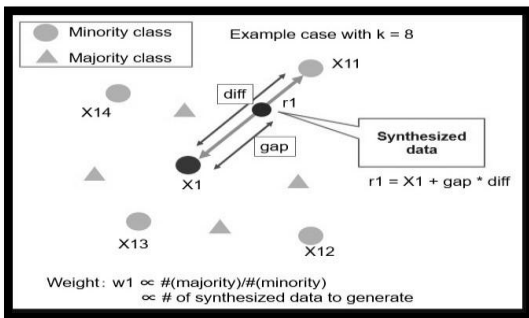 Minority class
Majority class
Example case with k = 8
X11
diff
r1
X14
gap
Synthesized
data
X1
r1 = X1 + gap * diff
X13
X12
Weight: w1 ∝ #(majority)/#(minority)
∝ # of synthesized data to generate